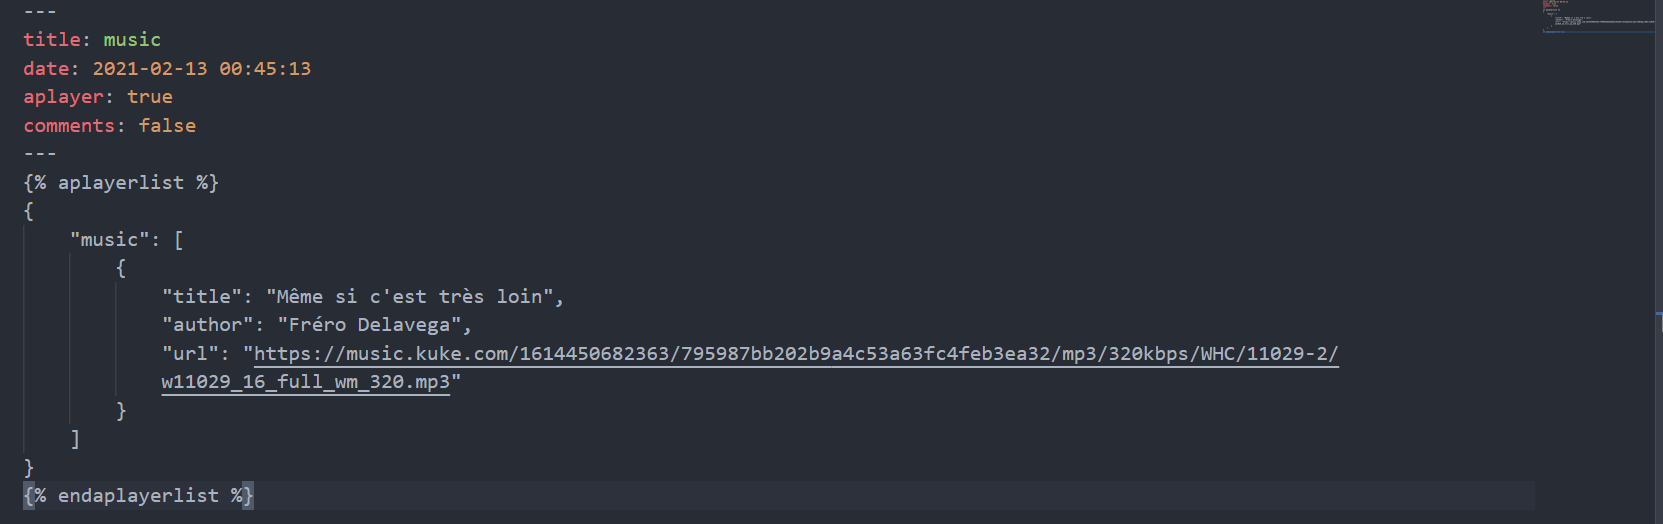 ---
title: music
date: 2021-02-13 00:45:13
aplayer: true
comments: false
---
{% aplayerlist %}
{
    "music": [
        {
            "title": "Même si c'est très loin",
            "author": "Fréro Delavega",
            "url": "https://music.kuke.com/1614450682363/795987bb202b9a4c53a63fc4feb3ea32/mp3/320kbps/WHC/11029-2/
            w11029_16_full_wm_320.mp3"
        }
    ]
}
{% endaplayerlist %}